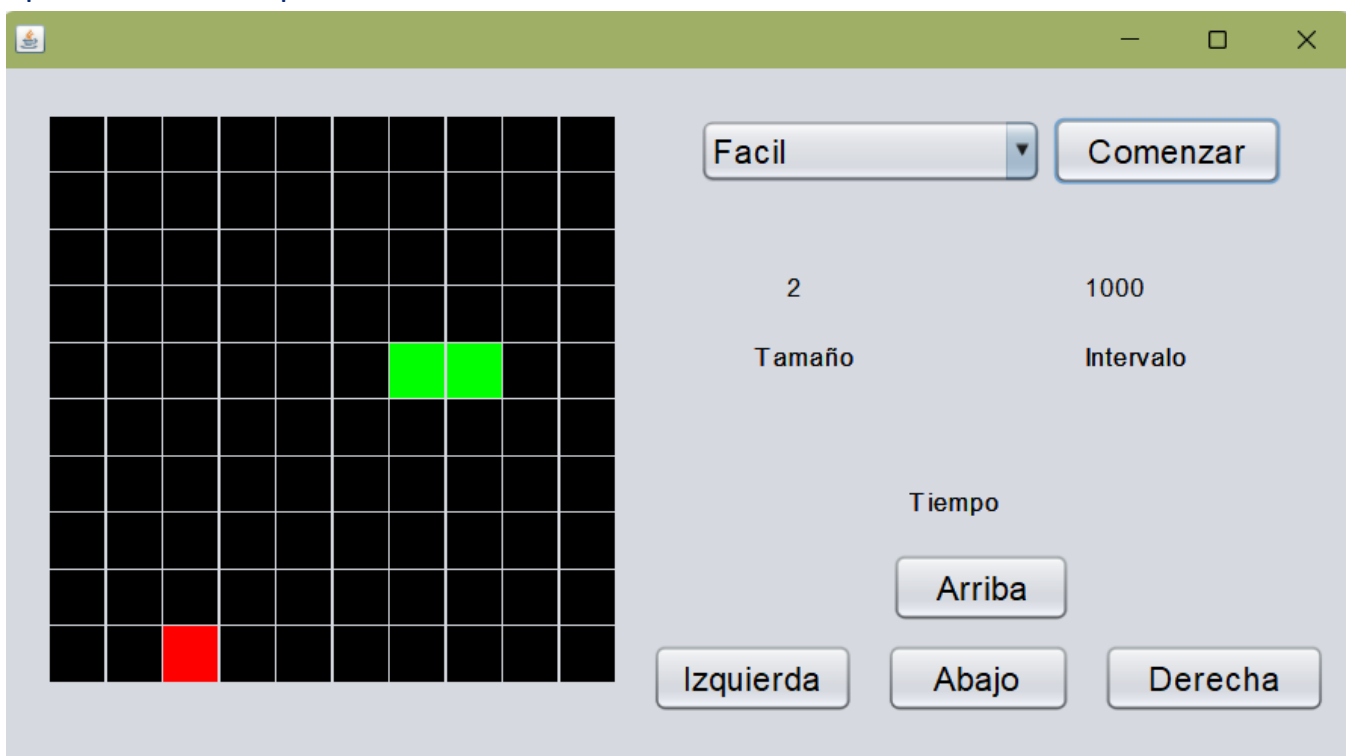 Facil
Comenzar
2
1000
Tamaño
Intervalo
Tiempo
Arriba
Izquierda
Abajo
Derecha